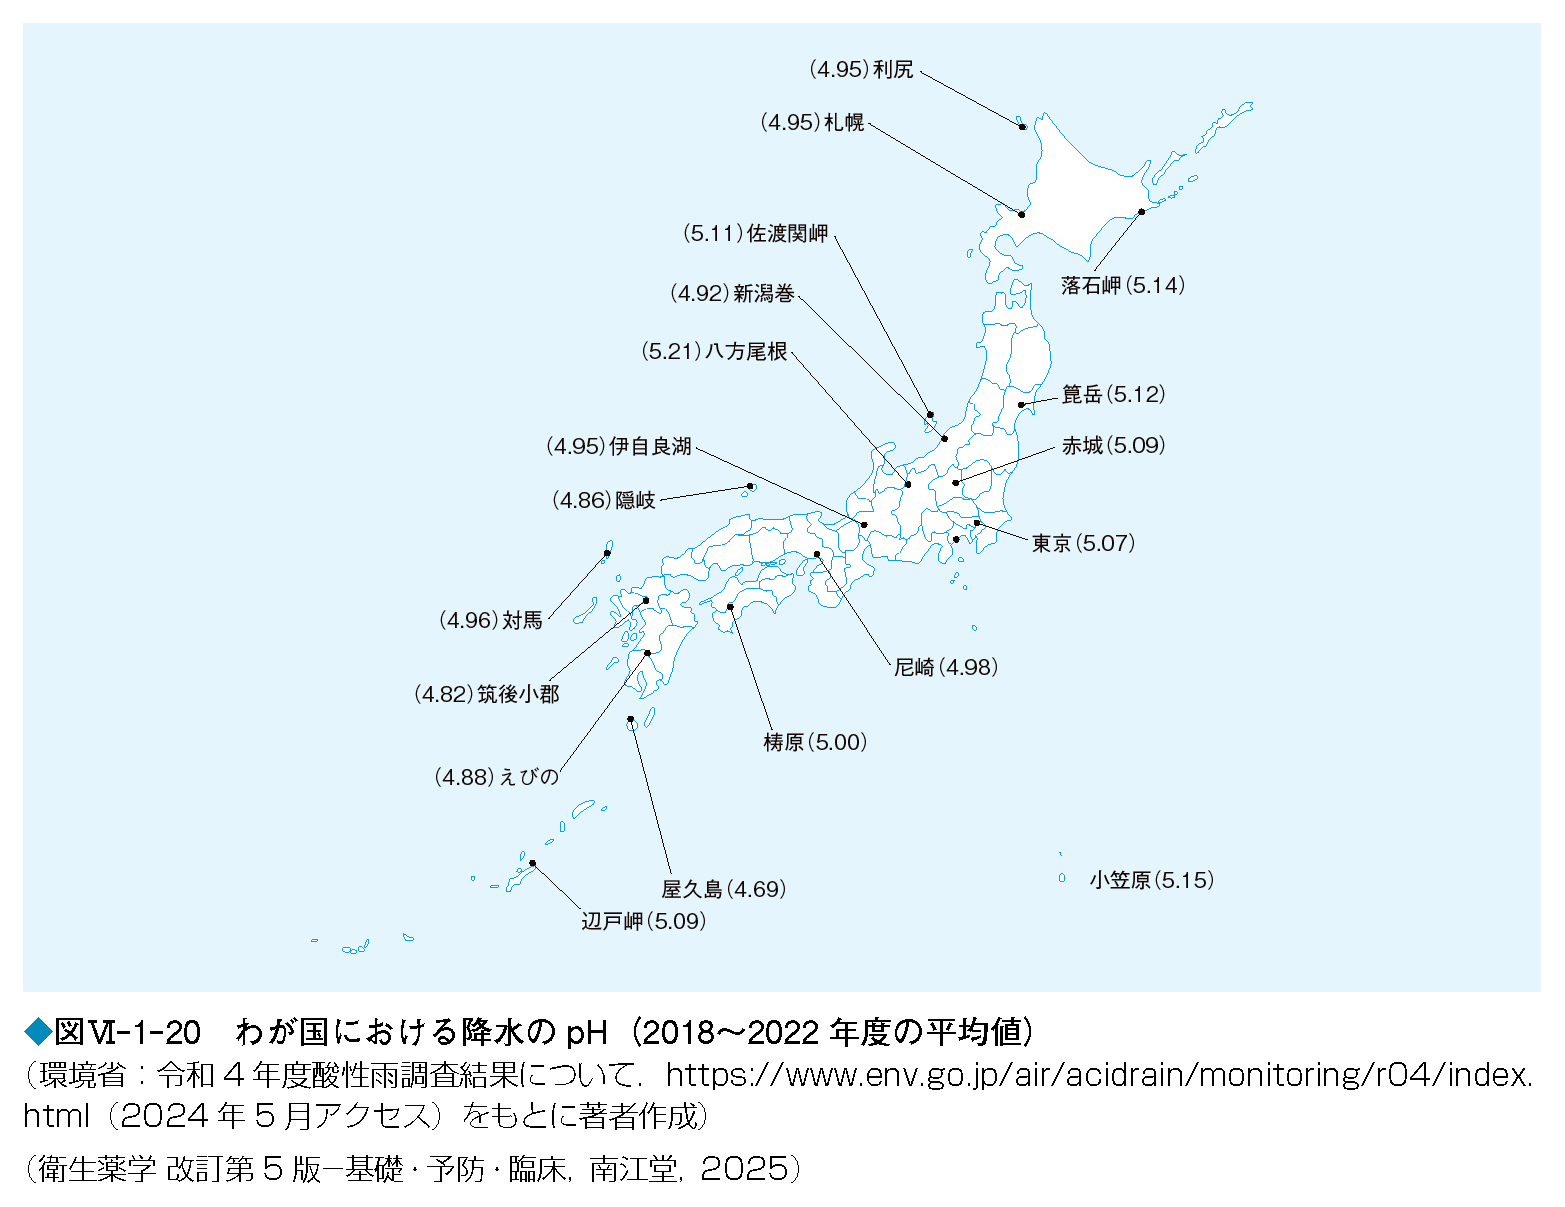 (4.95)利尻
(4.95)札幌
(5.11)佐渡関岬
落石岬(5.14)
(4.92)新潟巻
(5.21)八方尾根
箟岳(5.12)
(4.95)伊自良湖
赤城(5.09)
(4.86)隠岐
東京(5.07)
(4.96)対馬
尼崎(4.98)
(4.82)筑後小郡
梼原(5.00)
(4.88)えびの
小笠原(5.15)
屋久島(4.69)
辺戸岬(5.09)
◆図Ⅵ-1-20　わが国における降水の pH（2018〜2022 年度の平均値）
（環境省：令和 4 年度酸性雨調査結果について．https://www.env.go.jp/air/acidrain/monitoring/r04/index.
html（2024 年 5 月アクセス）をもとに著者作成）
（衛生薬学 改訂第 5 版−基礎・予防・臨床, 南江堂, 2025）